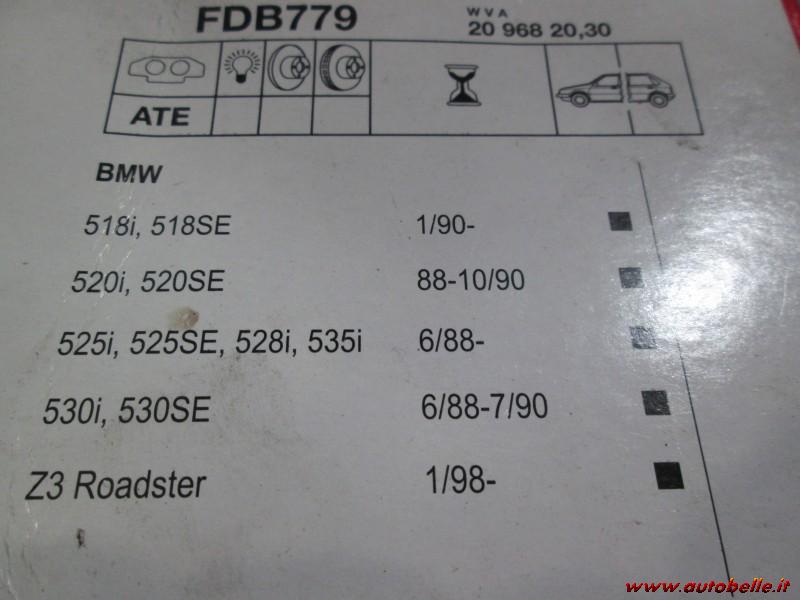 FDB779
WVA
20 968 20,30
ATE
BMW
518i, 518SE 1/90-
520i, 520SE 88-10/90
525i, 525SE, 528i, 535i 6/88-
530i, 530SE 6/88-7/90
Z3 Roadster 1/98-
www.autobelle.it